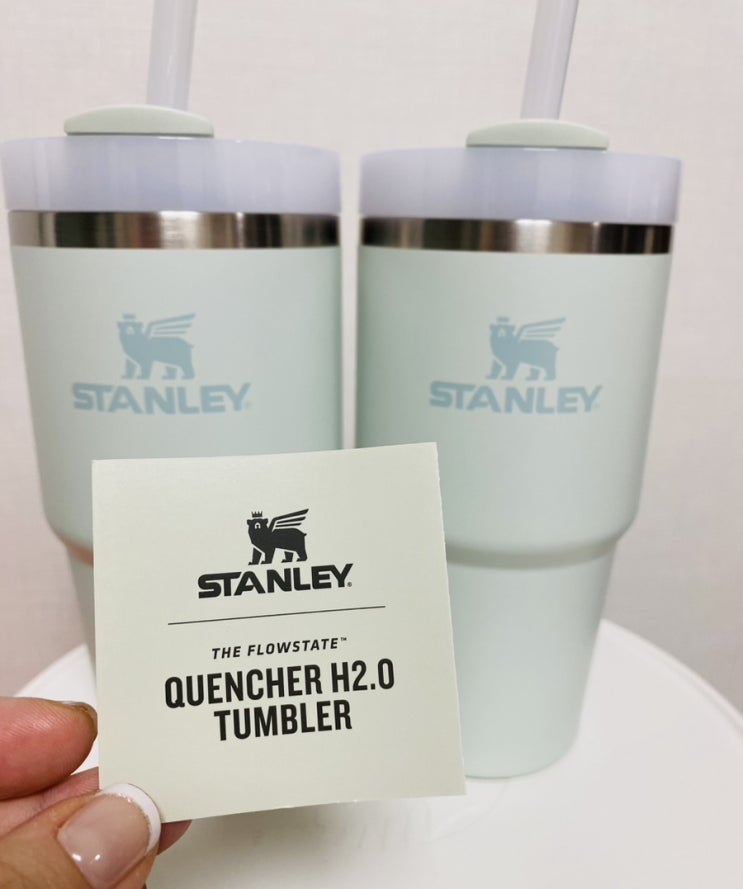 STANLEY®
STANLEY®
STANLEY®
THE FLOWSTATE™
QUENCHER H2.0
TUMBLER